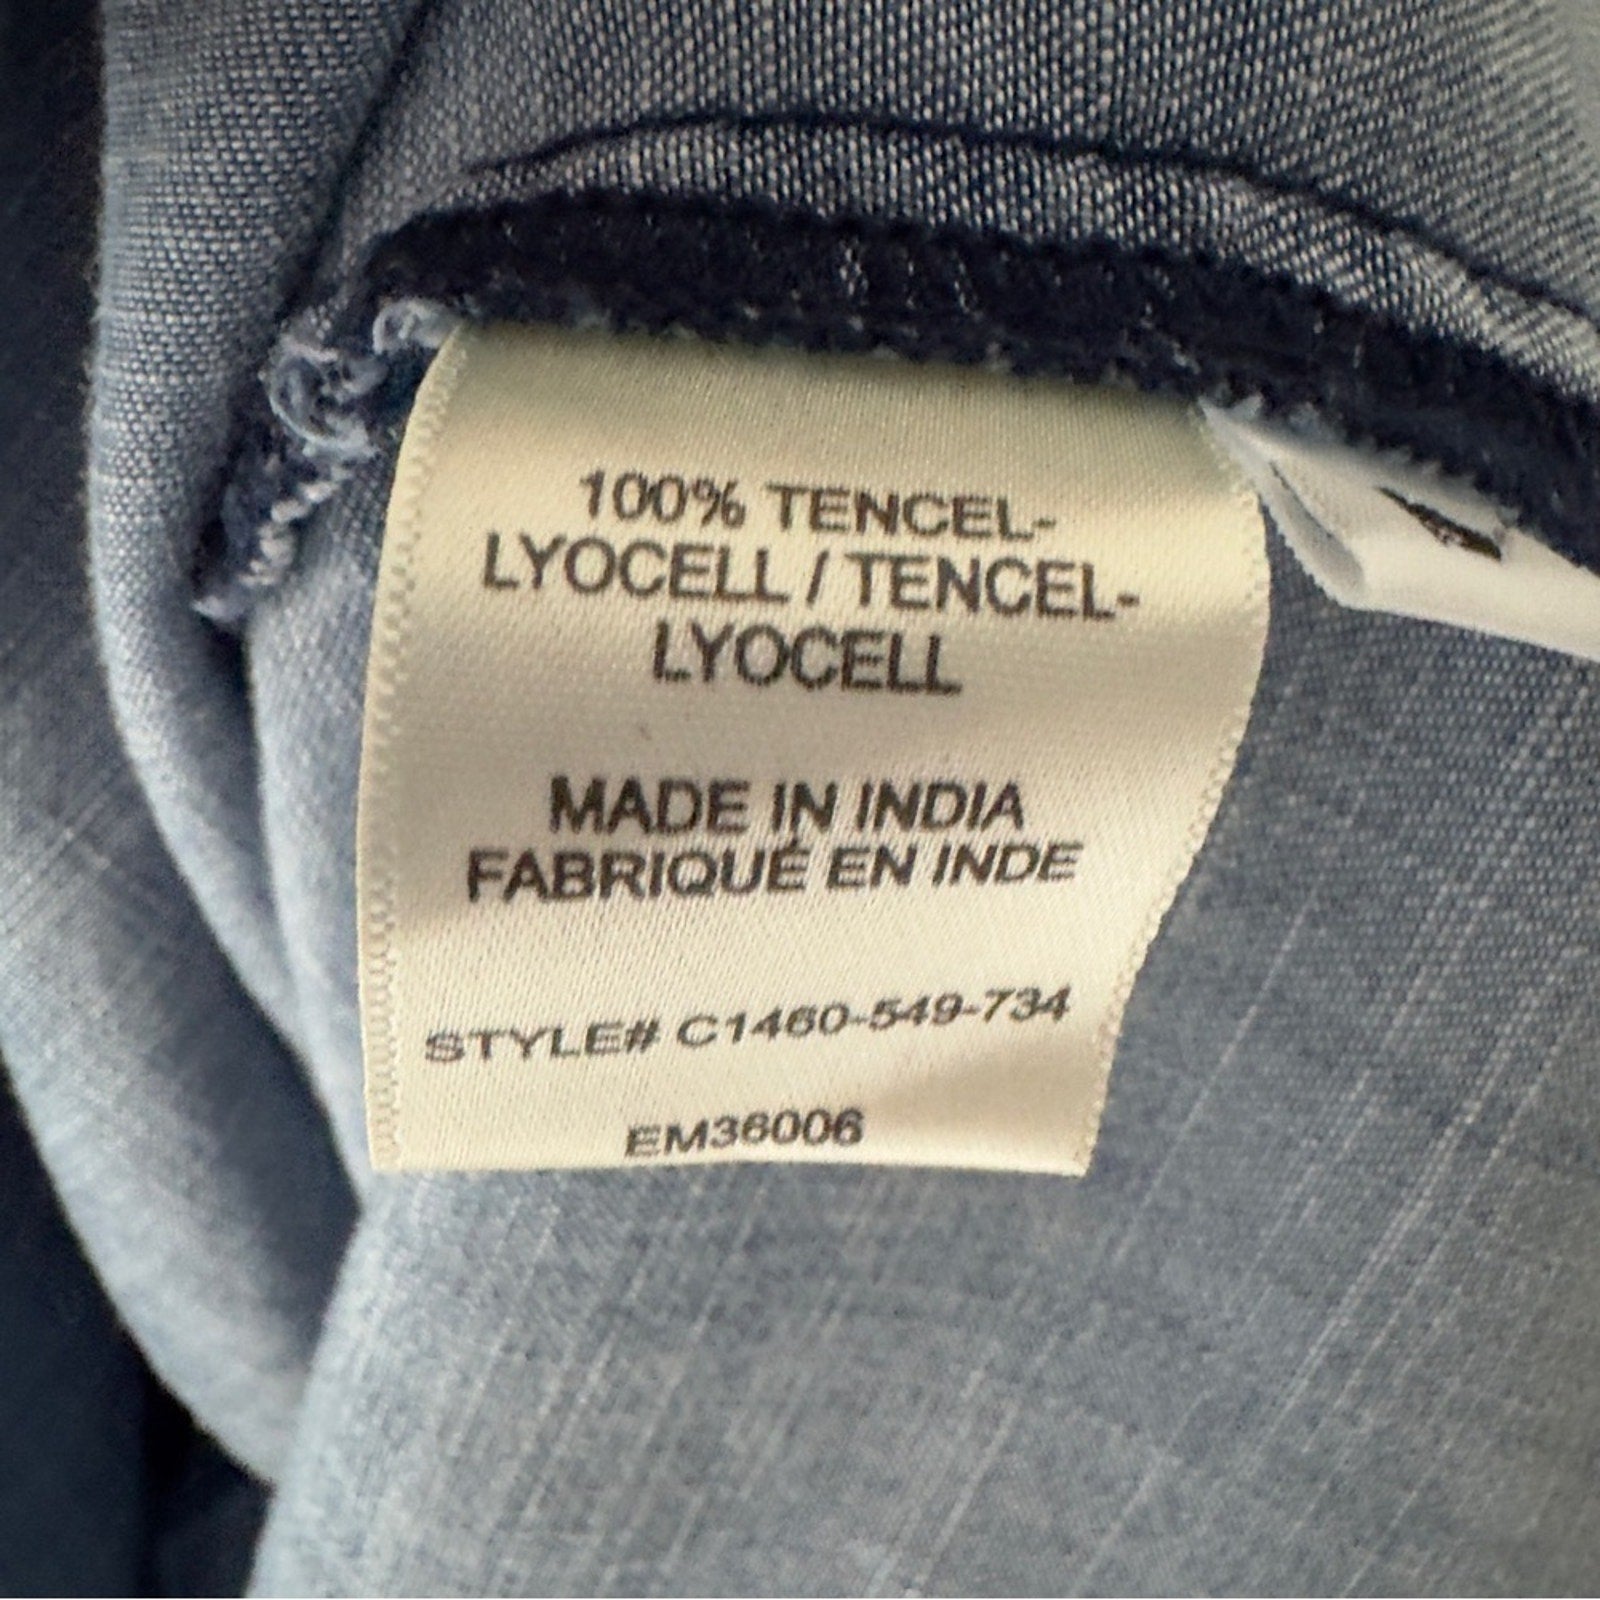 100% TENCEL-
LYOCELL / TENCEL-
LYOCELL
MADE IN INDIA
FABRIQUÉ EN INDE
STYLE# C1460-549-734
EM36006